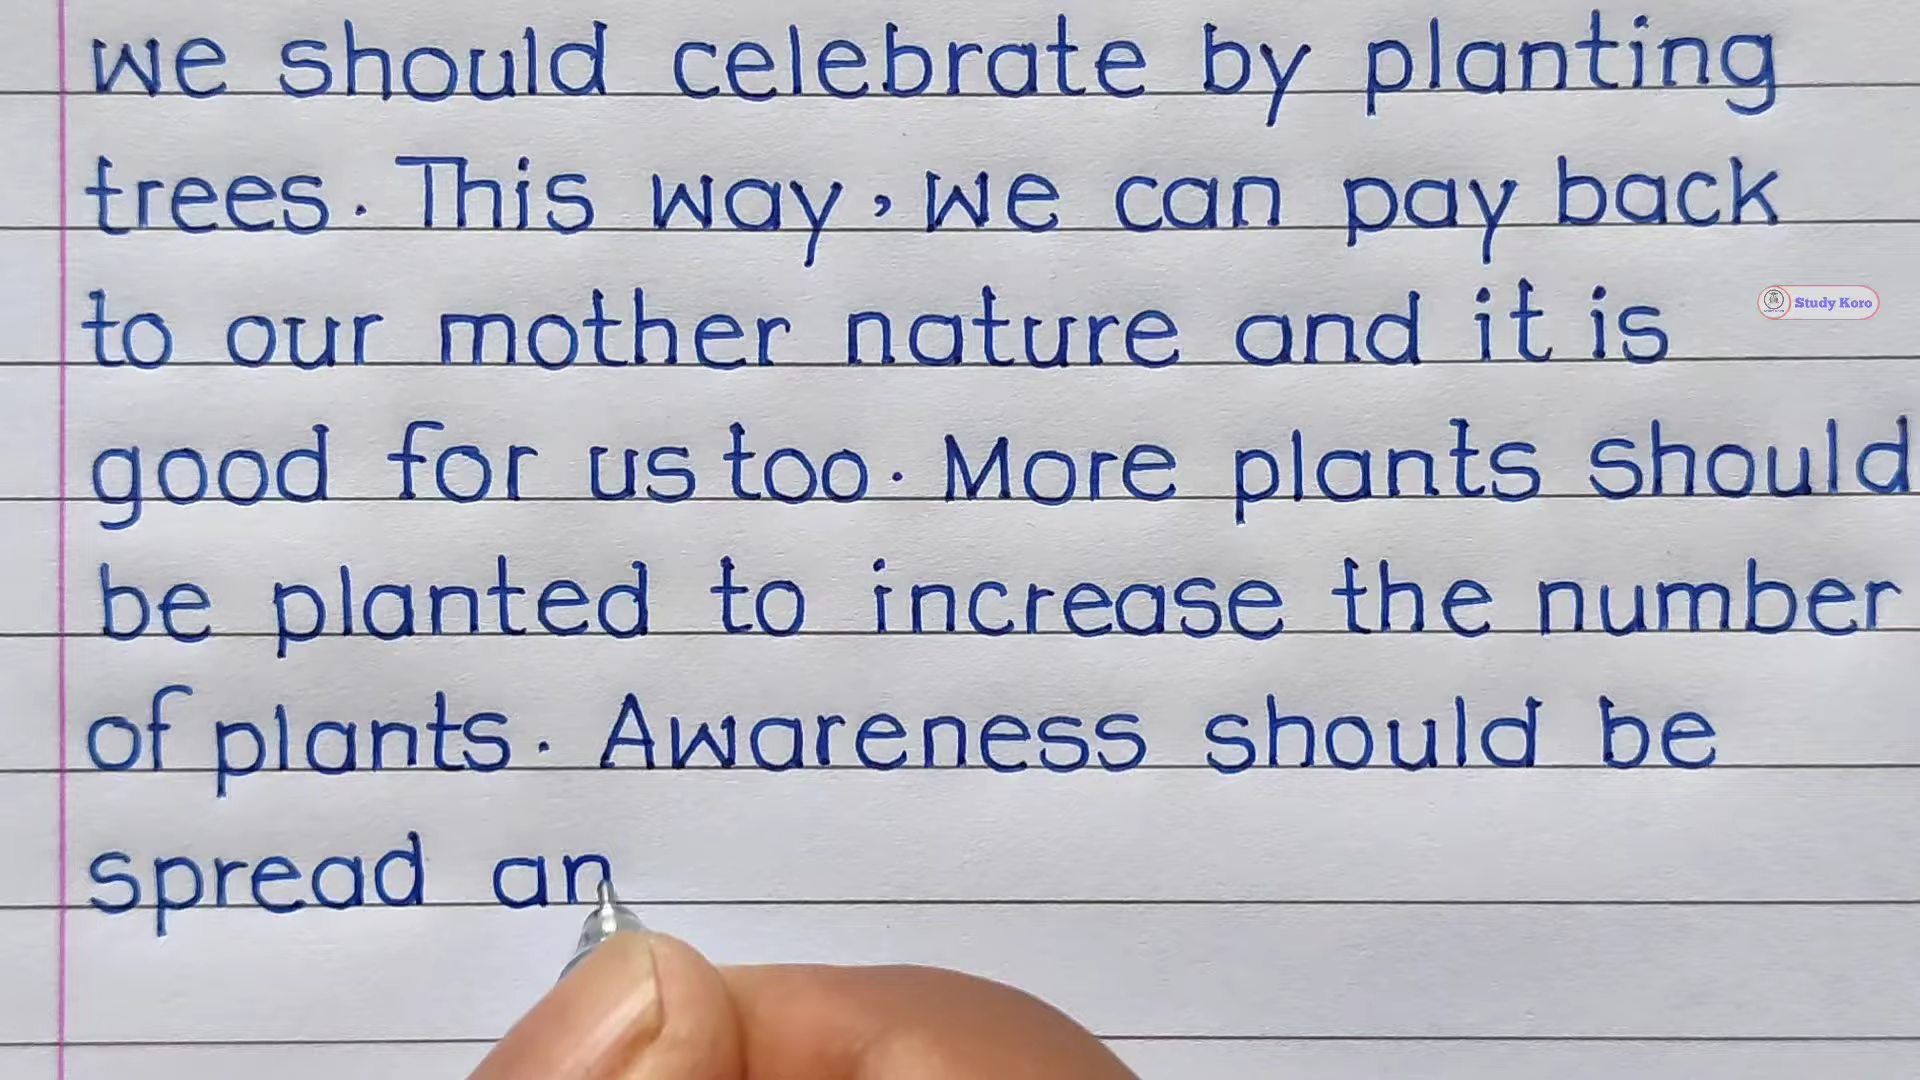 we should celebrate by planting
trees. This way, we can pay back
to our mother nature and it is
Study Koro
good for us too. More plants should
be planted to increase the number
of plants. Awareness should be
spread an